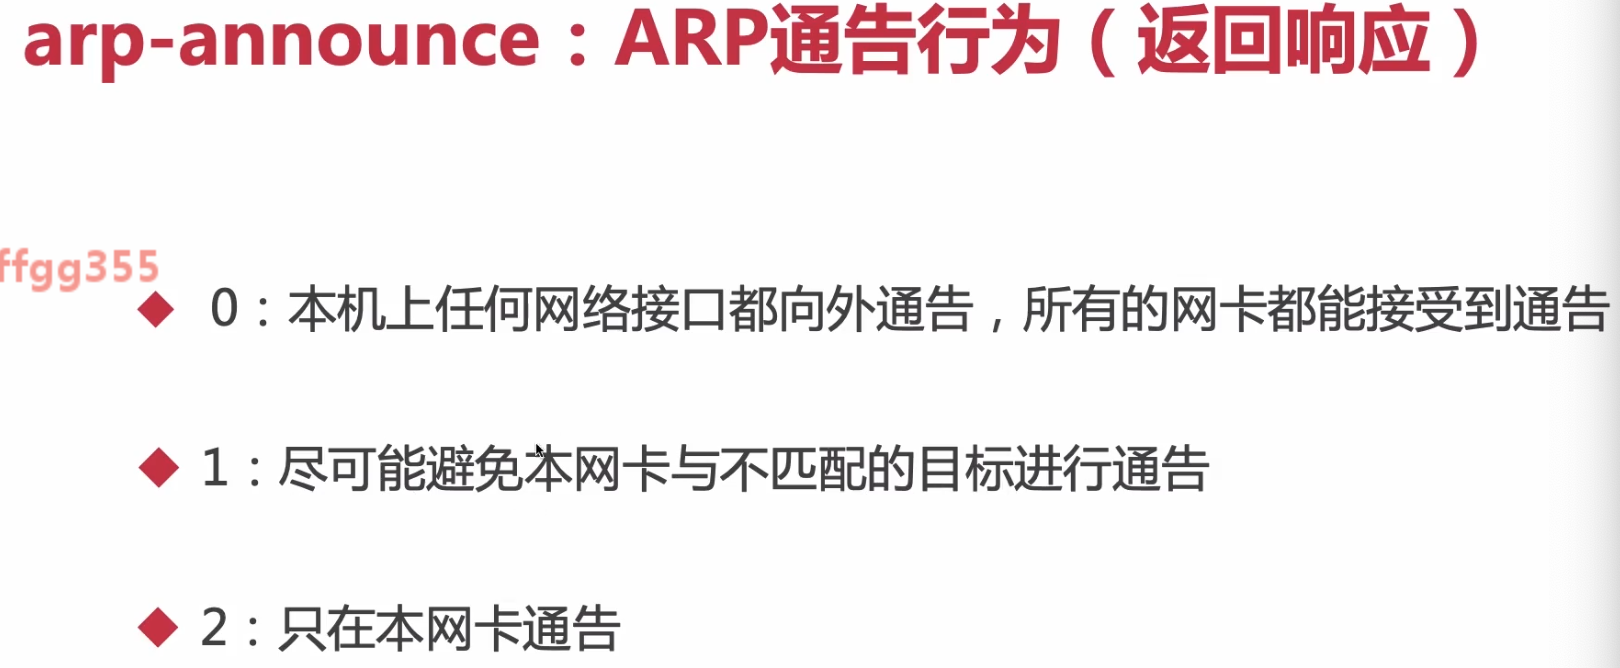 arp-announce：ARP通告行为（返回响应）
ffgg355
0：本机上任何网络接口都向外通告，所有的网卡都能接受到通告
1：尽可能避免本网卡与不匹配的目标进行通告
2：只在本网卡通告